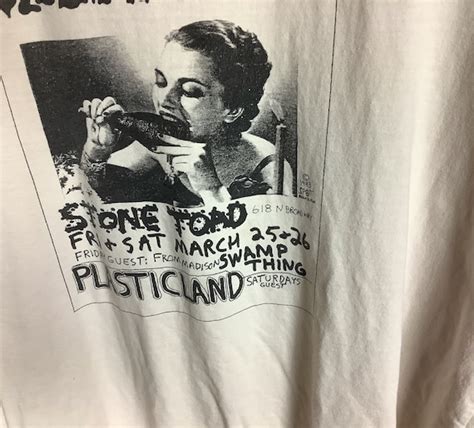 STONE TOAD
618 N BROADWAY
FRI + SAT MARCH 25+26
FRIDAY GUEST: FROM MADISON SWAMP THING
PLASTICLAND
SATURDAYS GUEST